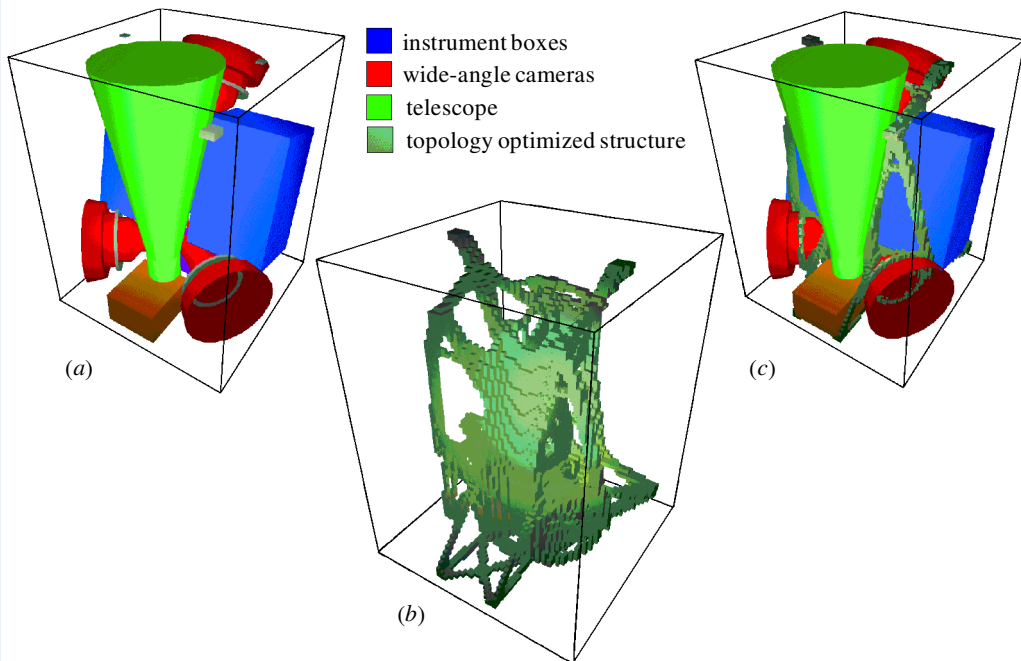 instrument boxes
wide-angle cameras
telescope
topology optimized structure
(a)
(c)
(b)